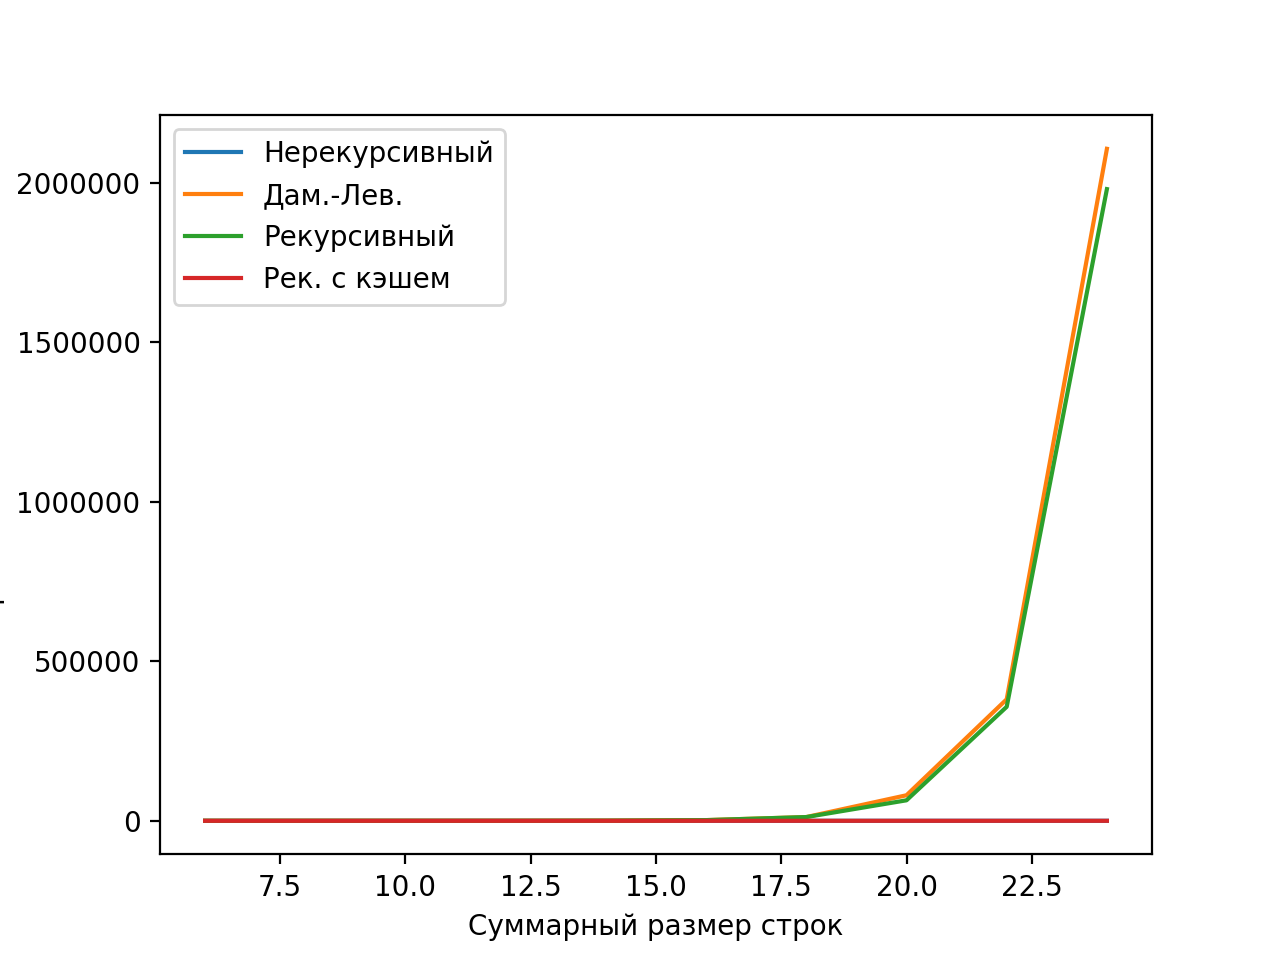 Нерекурсивный
Дам.-Лев.
Рекурсивный
Рек. с кэшем
2000000
1500000
1000000
500000
0
7.5 10.0 12.5 15.0 17.5 20.0 22.5
Суммарный размер строк